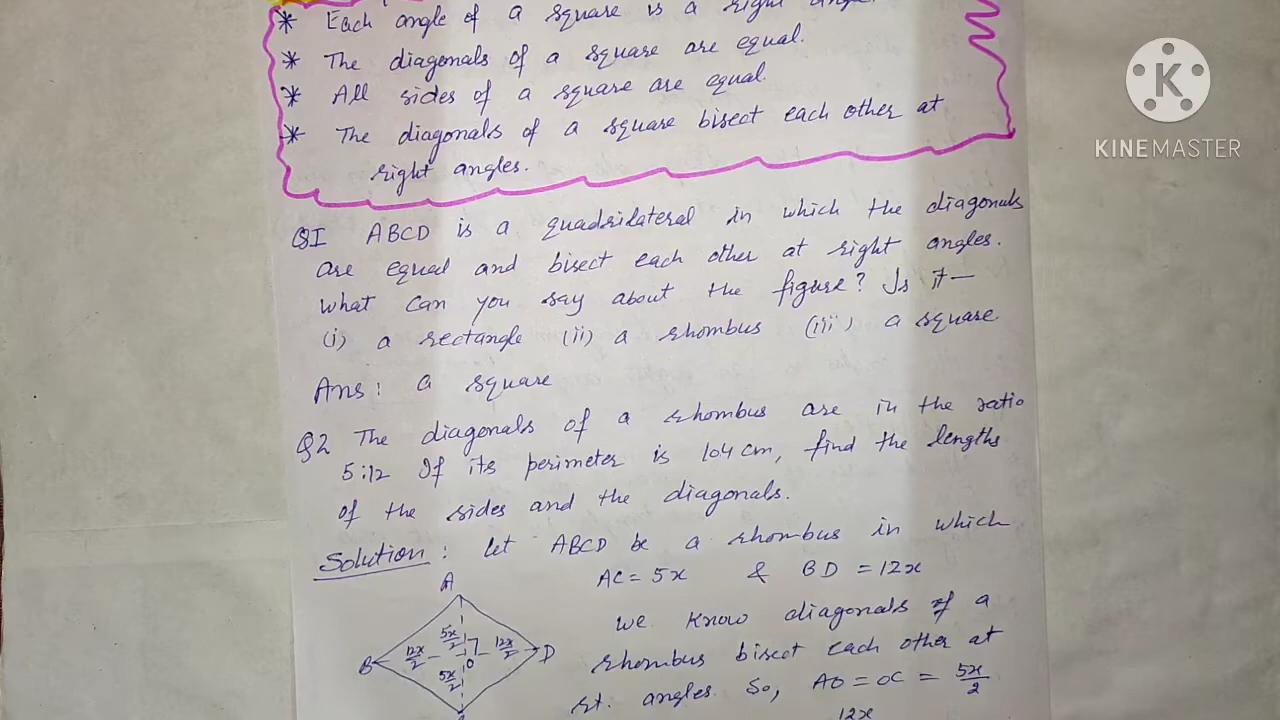 * Each angle of a square is a right angle.
* The diagonals of a square are equal.
* All sides of a square are equal.
* The diagonals of a square bisect each other at
right angles.
K
KINEMASTER
Q1 ABCD is a quadrilateral in which the diagonals
are equal and bisect each other at right angles.
What can you say about the figure? Is it—
(i) a rectangle (ii) a rhombus (iii) a square.
Ans: a square
Q2 The diagonals of a rhombus are in the ratio
5:12 If its perimeter is 104 cm, find the lengths
of the sides and the diagonals.
Solution: Let ABCD be a rhombus in which
AC = 5x & BD = 12x
A
B
12x/2
5x/2
12x/2
D
O
5x/2
we know diagonals of a
rhombus bisect each other at
rt. angles. So, AO = OC = 5x/2
12x